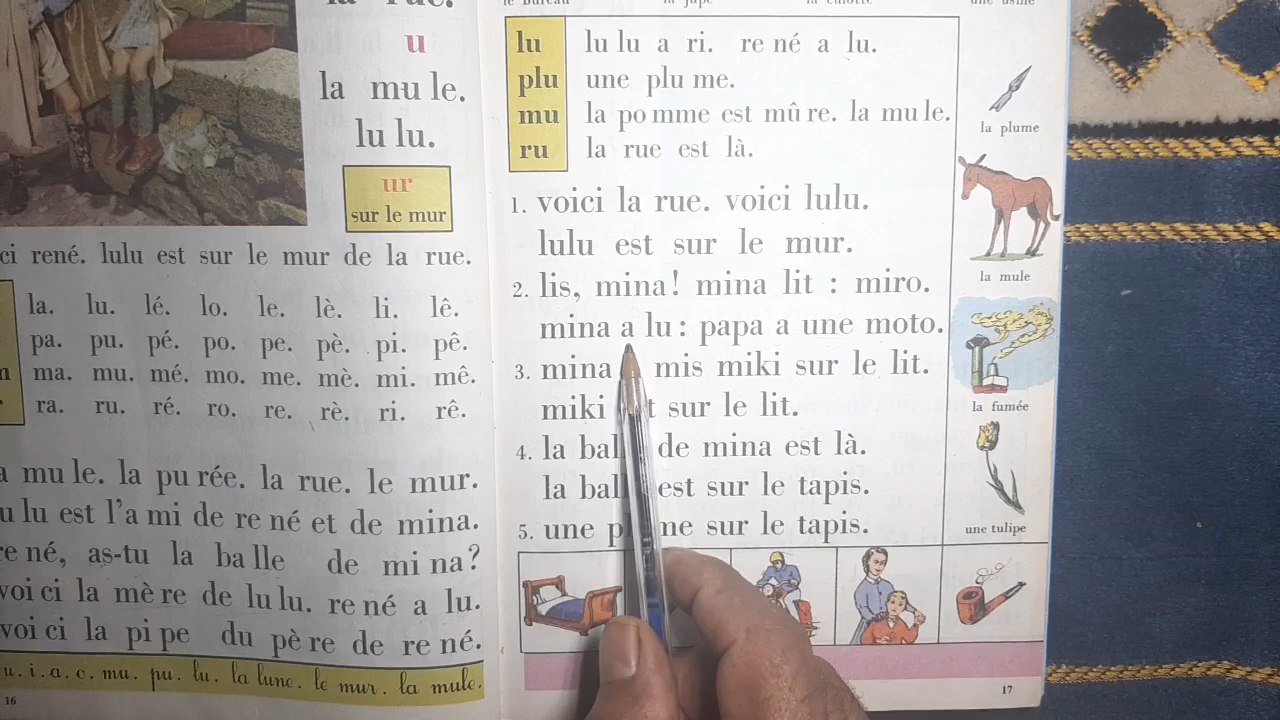 la rue.
u
la mu le.
lu lu.
ur
sur le mur
rené. lulu est sur le mur de la rue.
la. lu. lé. lo. le. lè. li. lê.
pa. pu. pé. po. pe. pè. pi. pê.
ma. mu. mé. mo. me. mè. mi. mê.
ra. ru. ré. ro. re. rè. ri. rê.
mu le. la pu rée. la rue. le mur.
lu est l'a mi de re né et de mina.
né, as-tu la ba lle de mi na?
voi ci la mè re de lu lu. re né a lu.
voi ci la pi pe du pè re de re né.
u. i. a. o. mu. pu. lu. la lune. le mur. la mule.
16
le bureau la jupe la culotte une usine
lu lu lu a ri. re né a lu.
plu une plu me.
mu la po mme est mû re. la mu le.
ru la rue est là.
1. voici la rue. voici lulu.
lulu est sur le mur.
2. lis, mina! mina lit : miro.
mina a lu : papa a une moto.
3. mina mis miki sur le lit.
miki sur le lit.
4. la de mina est là.
la est sur le tapis.
5. une sur le tapis.
la plume
la mule
la fumée
une tulipe
17